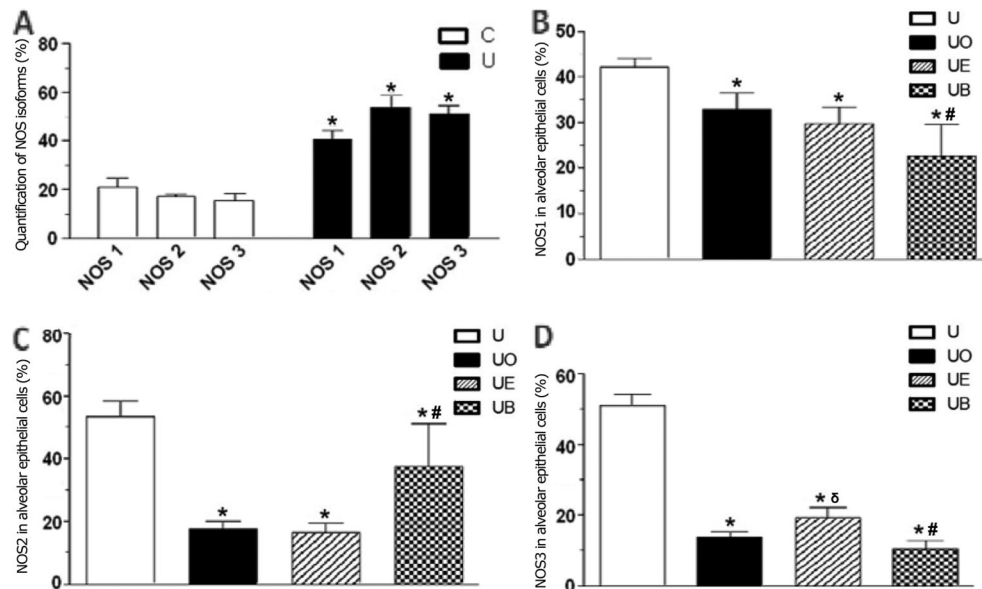 A
Quantification of NOS isoforms (%)
80
60
40
20
0
C
U
* * *
NOS 1 NOS 2 NOS 3 NOS 1 NOS 2 NOS 3
B
NOS1 in alveolar epithelial cells (%)
50
40
30
20
10
0
U
UO
UE
UB
* * *#
C
NOS2 in alveolar epithelial cells (%)
80
60
40
20
0
U
UO
UE
UB
* * *#
D
NOS3 in alveolar epithelial cells (%)
60
40
20
0
U
UO
UE
UB
* *δ *#